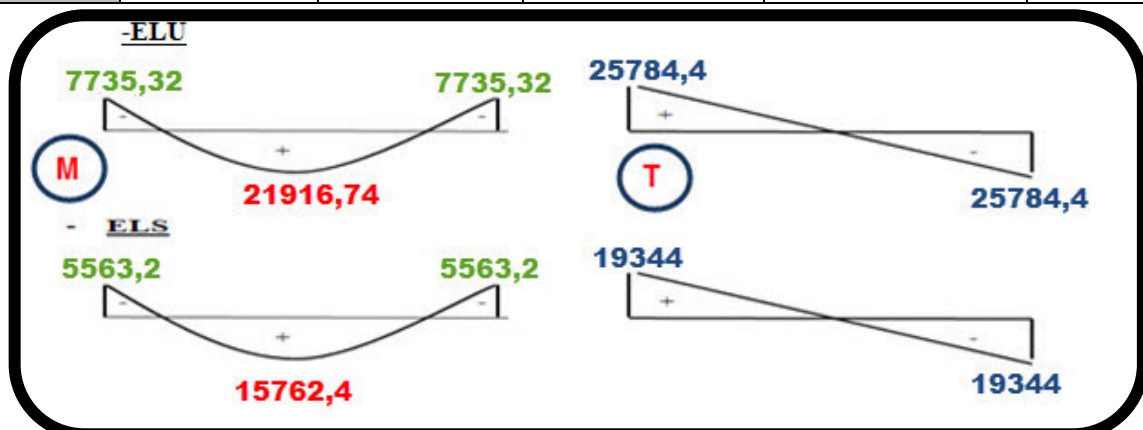 -ELU
7735,32 7735,32 25784,4
- - +
+ -
M T
21916,74 25784,4
- ELS
5563,2 5563,2 19344
- - +
+ -
15762,4 19344